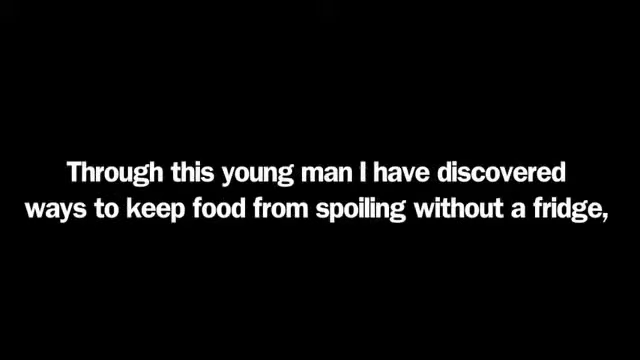 Through this young man I have discovered
ways to keep food from spoiling without a fridge,